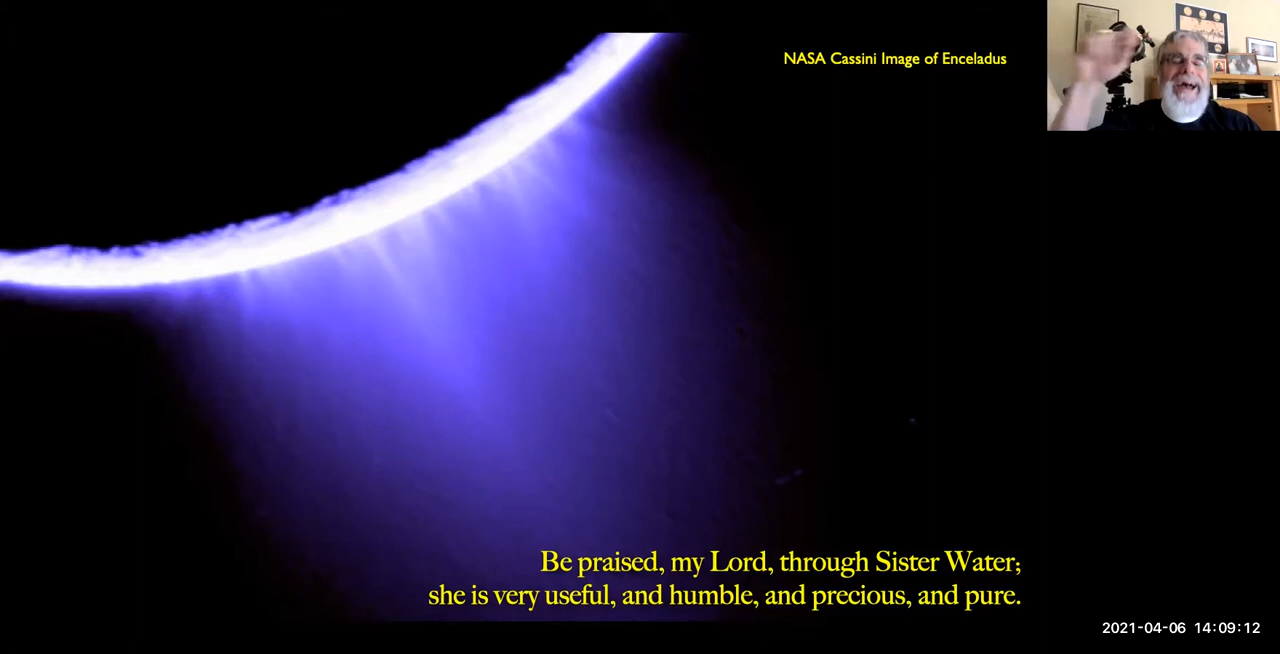 NASA Cassini Image of Enceladus
Be praised, my Lord, through Sister Water;
she is very useful, and humble, and precious, and pure.
2021-04-06 14:09:12